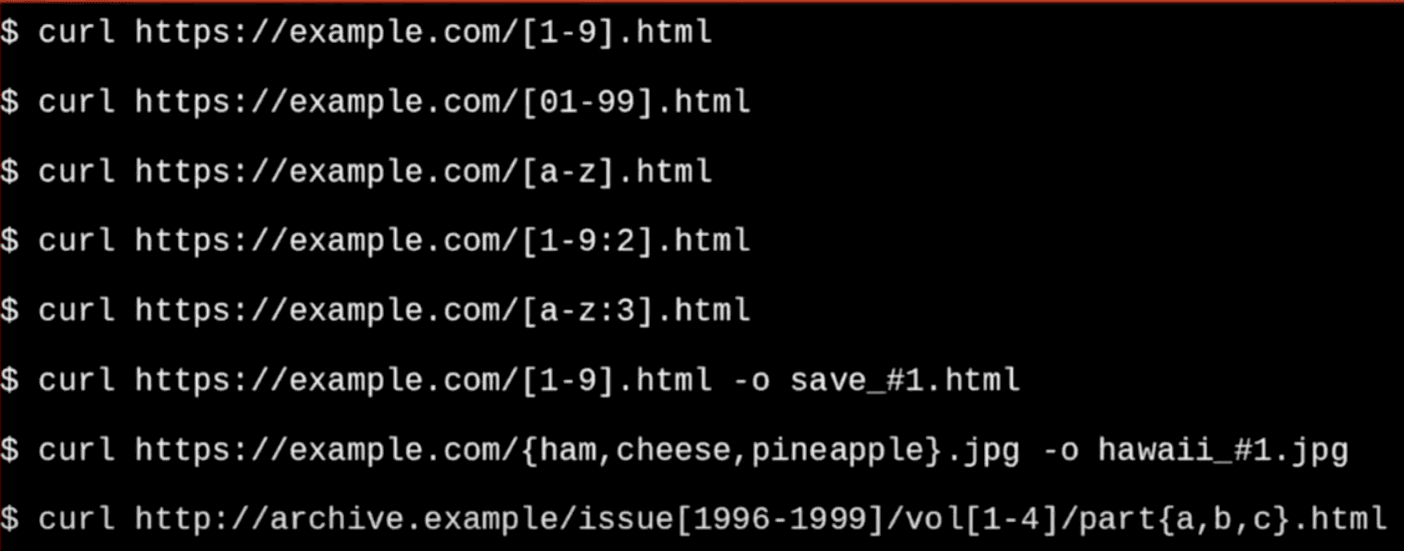 $ curl https://example.com/[1-9].html
$ curl https://example.com/[01-99].html
$ curl https://example.com/[a-z].html
$ curl https://example.com/[1-9:2].html
$ curl https://example.com/[a-z:3].html
$ curl https://example.com/[1-9].html -o save_#1.html
$ curl https://example.com/{ham,cheese,pineapple}.jpg -o hawaii_#1.jpg
$ curl http://archive.example/issue[1996-1999]/vol[1-4]/part{a,b,c}.html